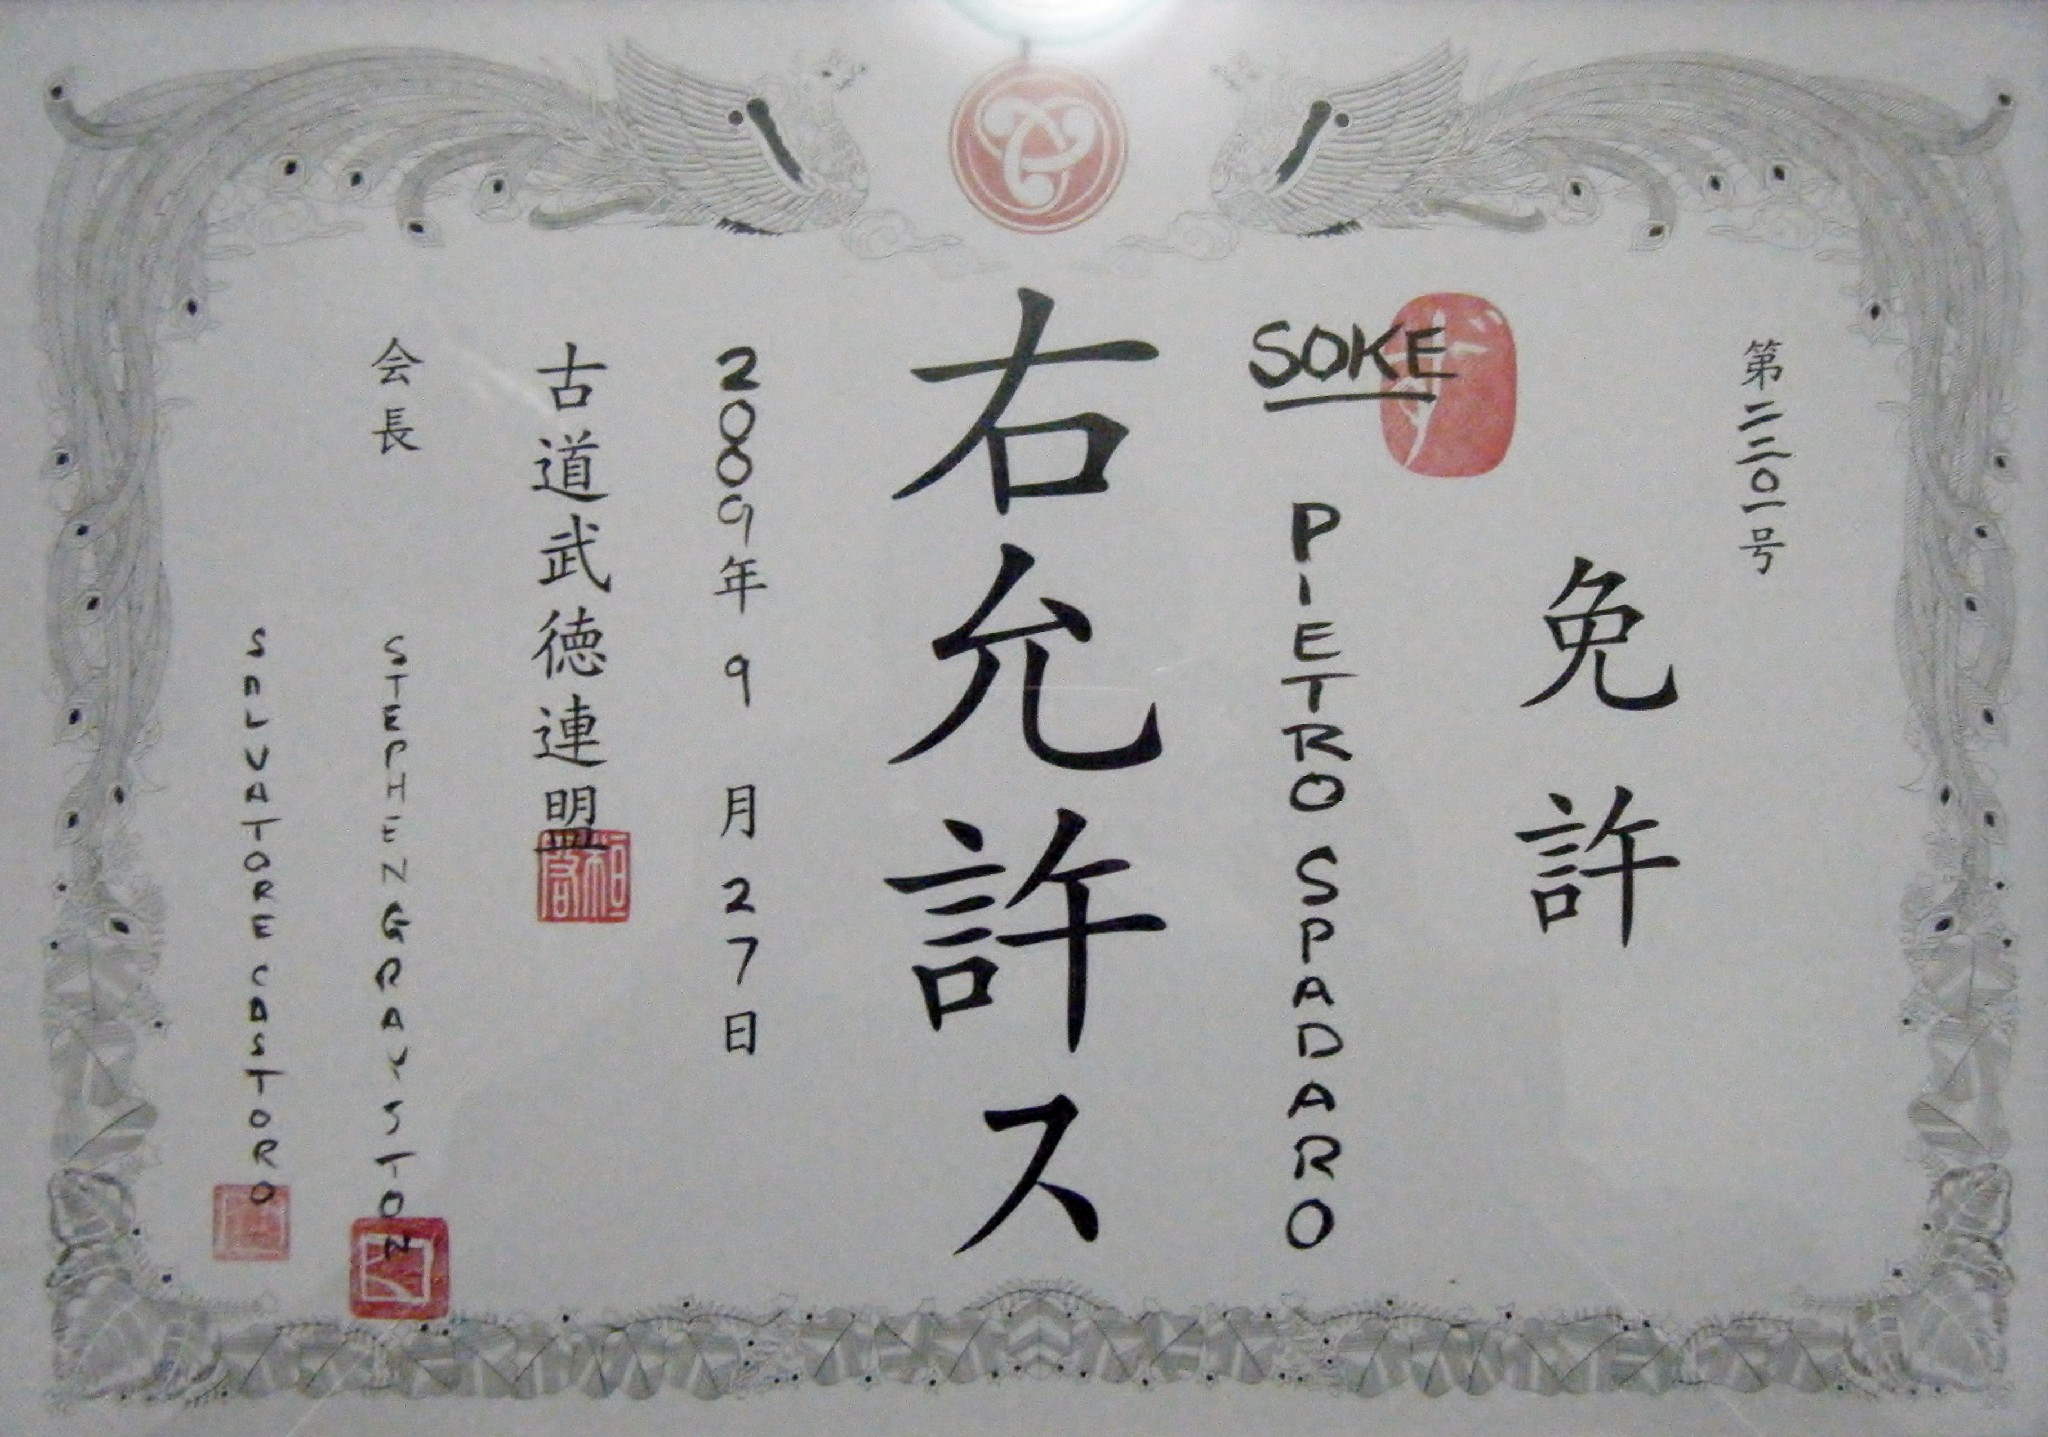 第二三〇一号
免許
SOKE
PIETRO SPADARO
右允許ス
2009年9月27日
古道武徳連盟
会長 STEPHEN GRAYSTON
SALVATORE CASTORO